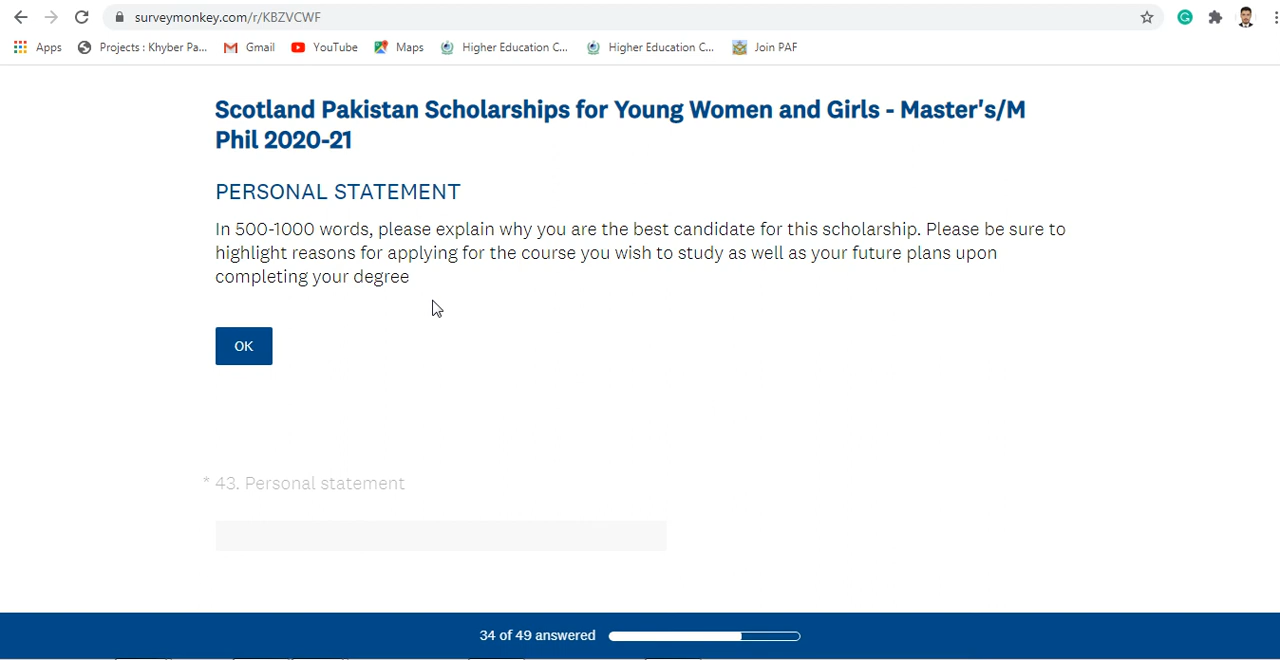 surveymonkey.com/r/KBZVCWF
Apps Projects : Khyber Pa... Gmail YouTube Maps Higher Education C... Higher Education C... Join PAF
Scotland Pakistan Scholarships for Young Women and Girls - Master's/M
Phil 2020-21
PERSONAL STATEMENT
In 500-1000 words, please explain why you are the best candidate for this scholarship. Please be sure to
highlight reasons for applying for the course you wish to study as well as your future plans upon
completing your degree
OK
* 43. Personal statement
34 of 49 answered